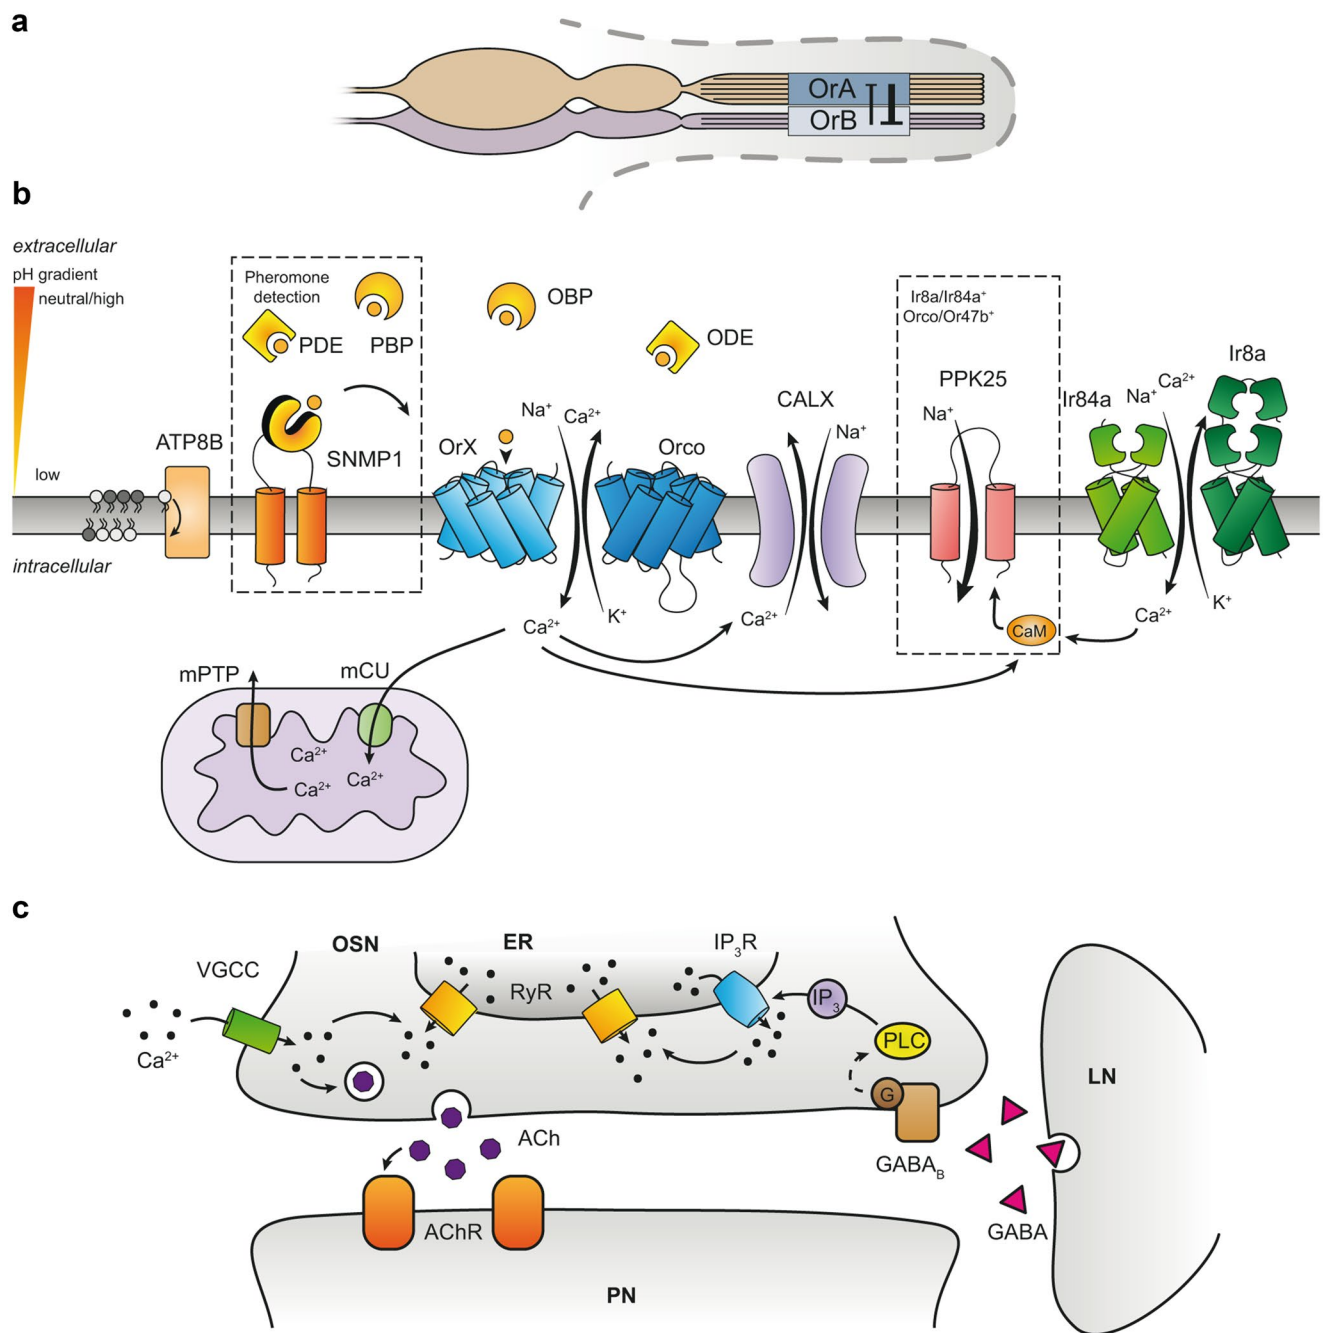 a
OrA
OrB
b
extracellular
pH gradient
neutral/high
low
intracellular
ATP8B
Pheromone
detection
PDE
PBP
SNMP1
OBP
ODE
OrX
Na⁺
Ca²⁺
Orco
Ca²⁺
K⁺
CALX
Na⁺
Ca²⁺
Ir8a/Ir84a⁺
Orco/Or47b⁺
PPK25
Na⁺
CaM
Ir84a
Na⁺
Ca²⁺
Ir8a
Ca²⁺
K⁺
mPTP
mCU
Ca²⁺
Ca²⁺
Ca²⁺
c
OSN
ER
IP₃R
VGCC
RyR
IP₃
Ca²⁺
PLC
G
LN
ACh
GABA_B
AChR
GABA
PN